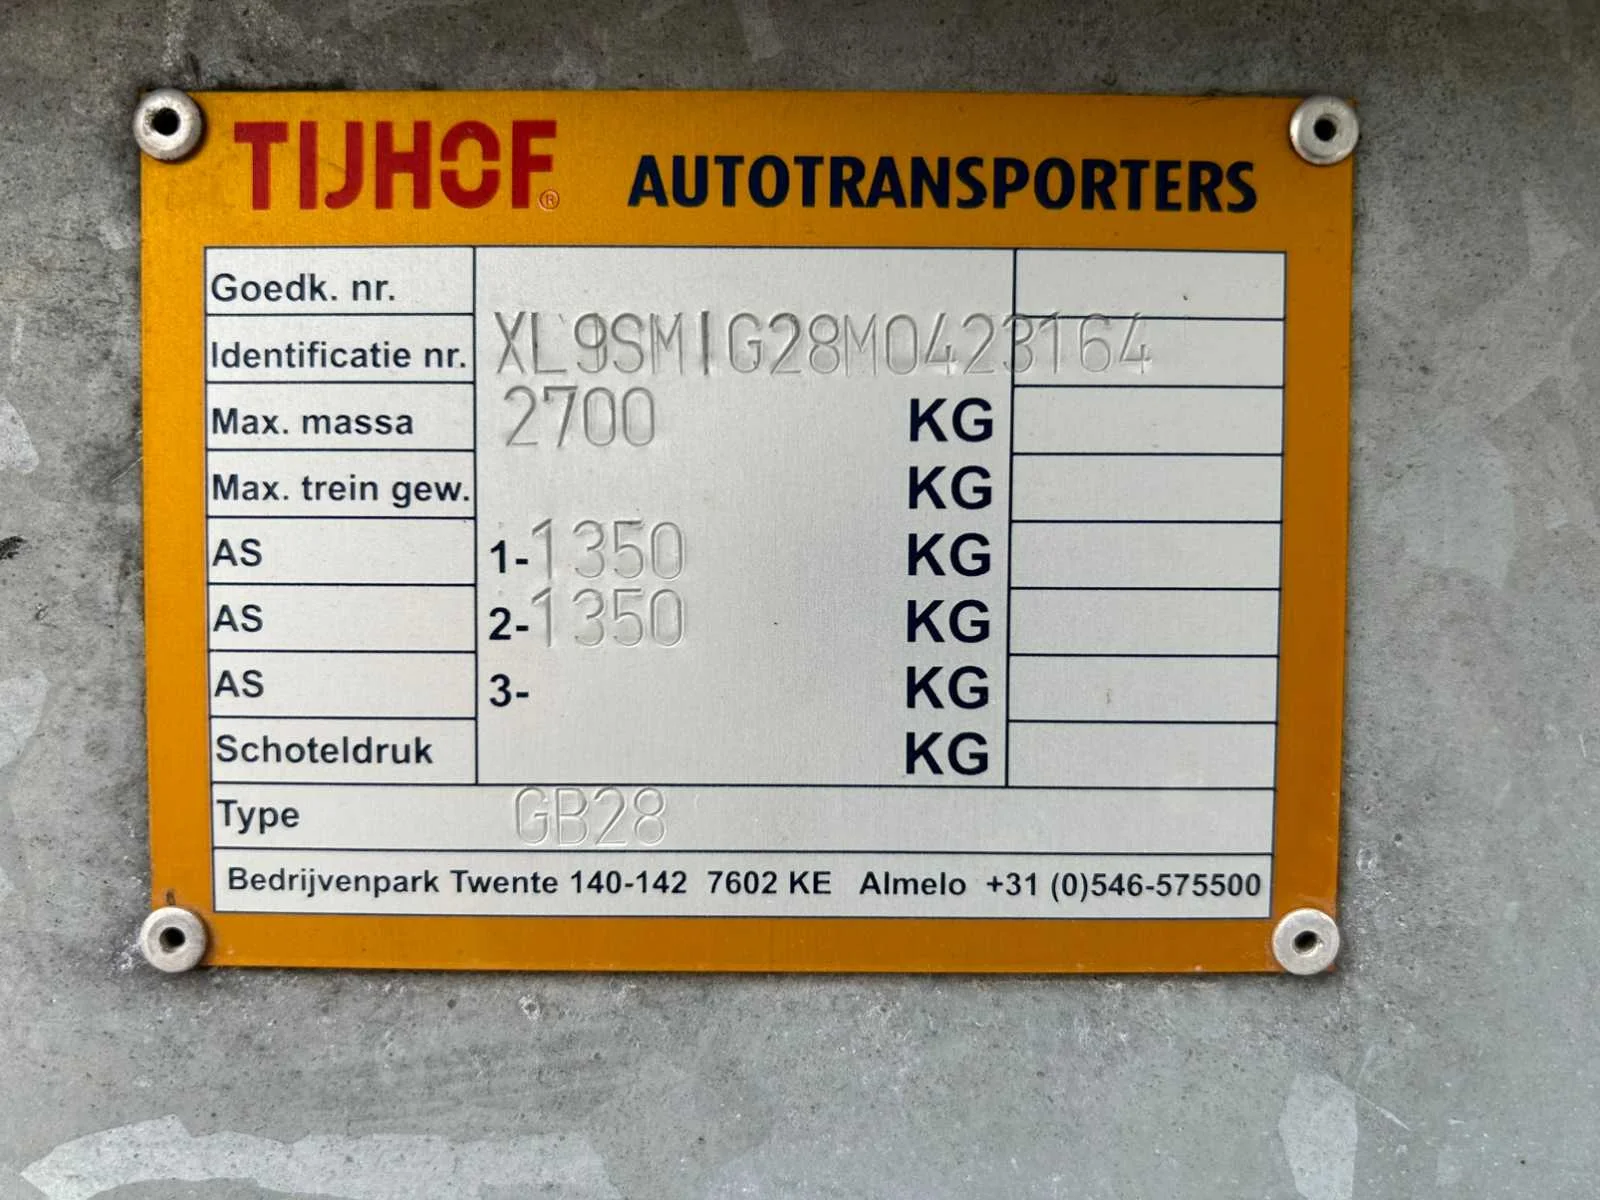 TIJHOF® AUTOTRANSPORTERS
Goedk. nr.
Identificatie nr. XL9SM|G28M0423164
Max. massa 2700 KG
Max. trein gew. KG
AS 1-1350 KG
AS 2-1350 KG
AS 3- KG
Schoteldruk KG
Type GB28
Bedrijvenpark Twente 140-142 7602 KE Almelo +31 (0)546-575500